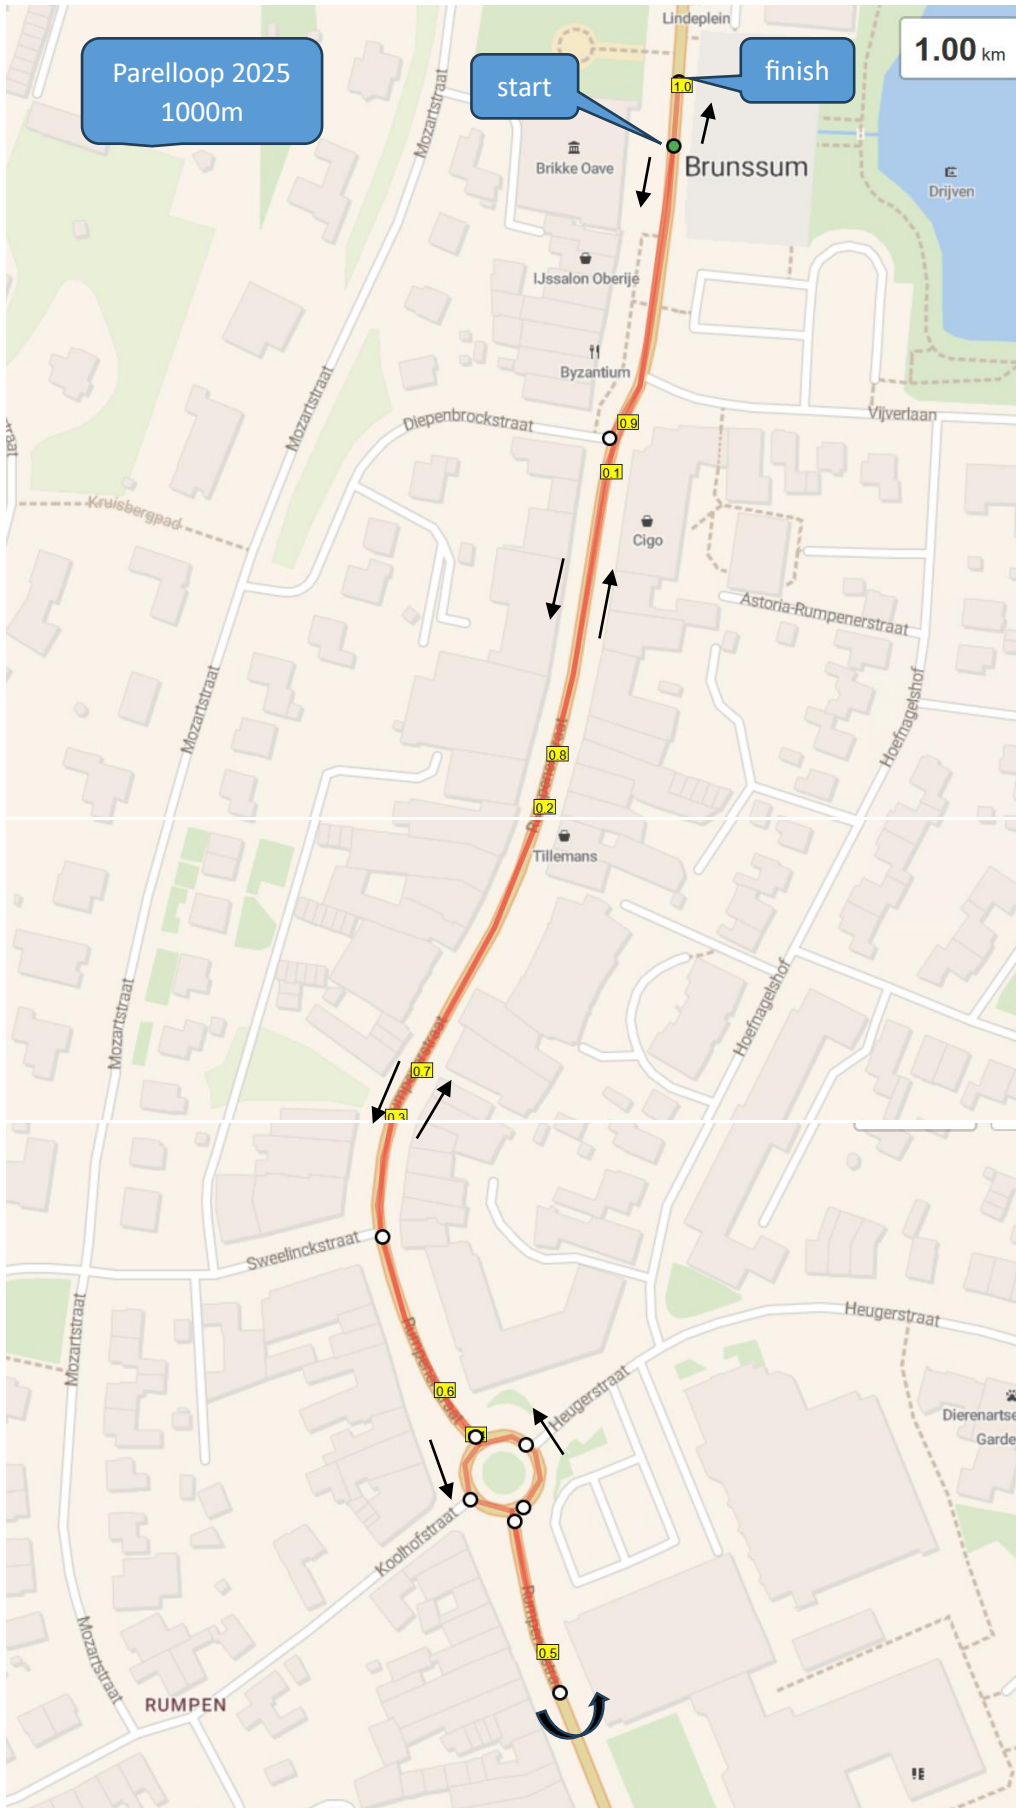 Lindeplein
Parelloop 2025
1000m
start
finish
1.00 km
1.0
Mozartstraat
Brikke Oave
Brunssum
Drijven
IJssalon Oberije
Byzantium
Mozartstraat
Diepenbrockstraat
0.9
Vijverlaan
0.1
Kruisbergpad
Cigo
Astoria-Rumpenerstraat
Mozartstraat
Hoefnagelshof
0.8
0.2
Tillemans
Mozartstraat
Hoefnagelshof
0.7
0.3
Sweelinckstraat
Mozartstraat
Rumpenerstraat
Heugerstraat
0.6
Heugerstraat
Dierenartse
Garde
Koolhofstraat
0.5
Mozartstraat
RUMPEN